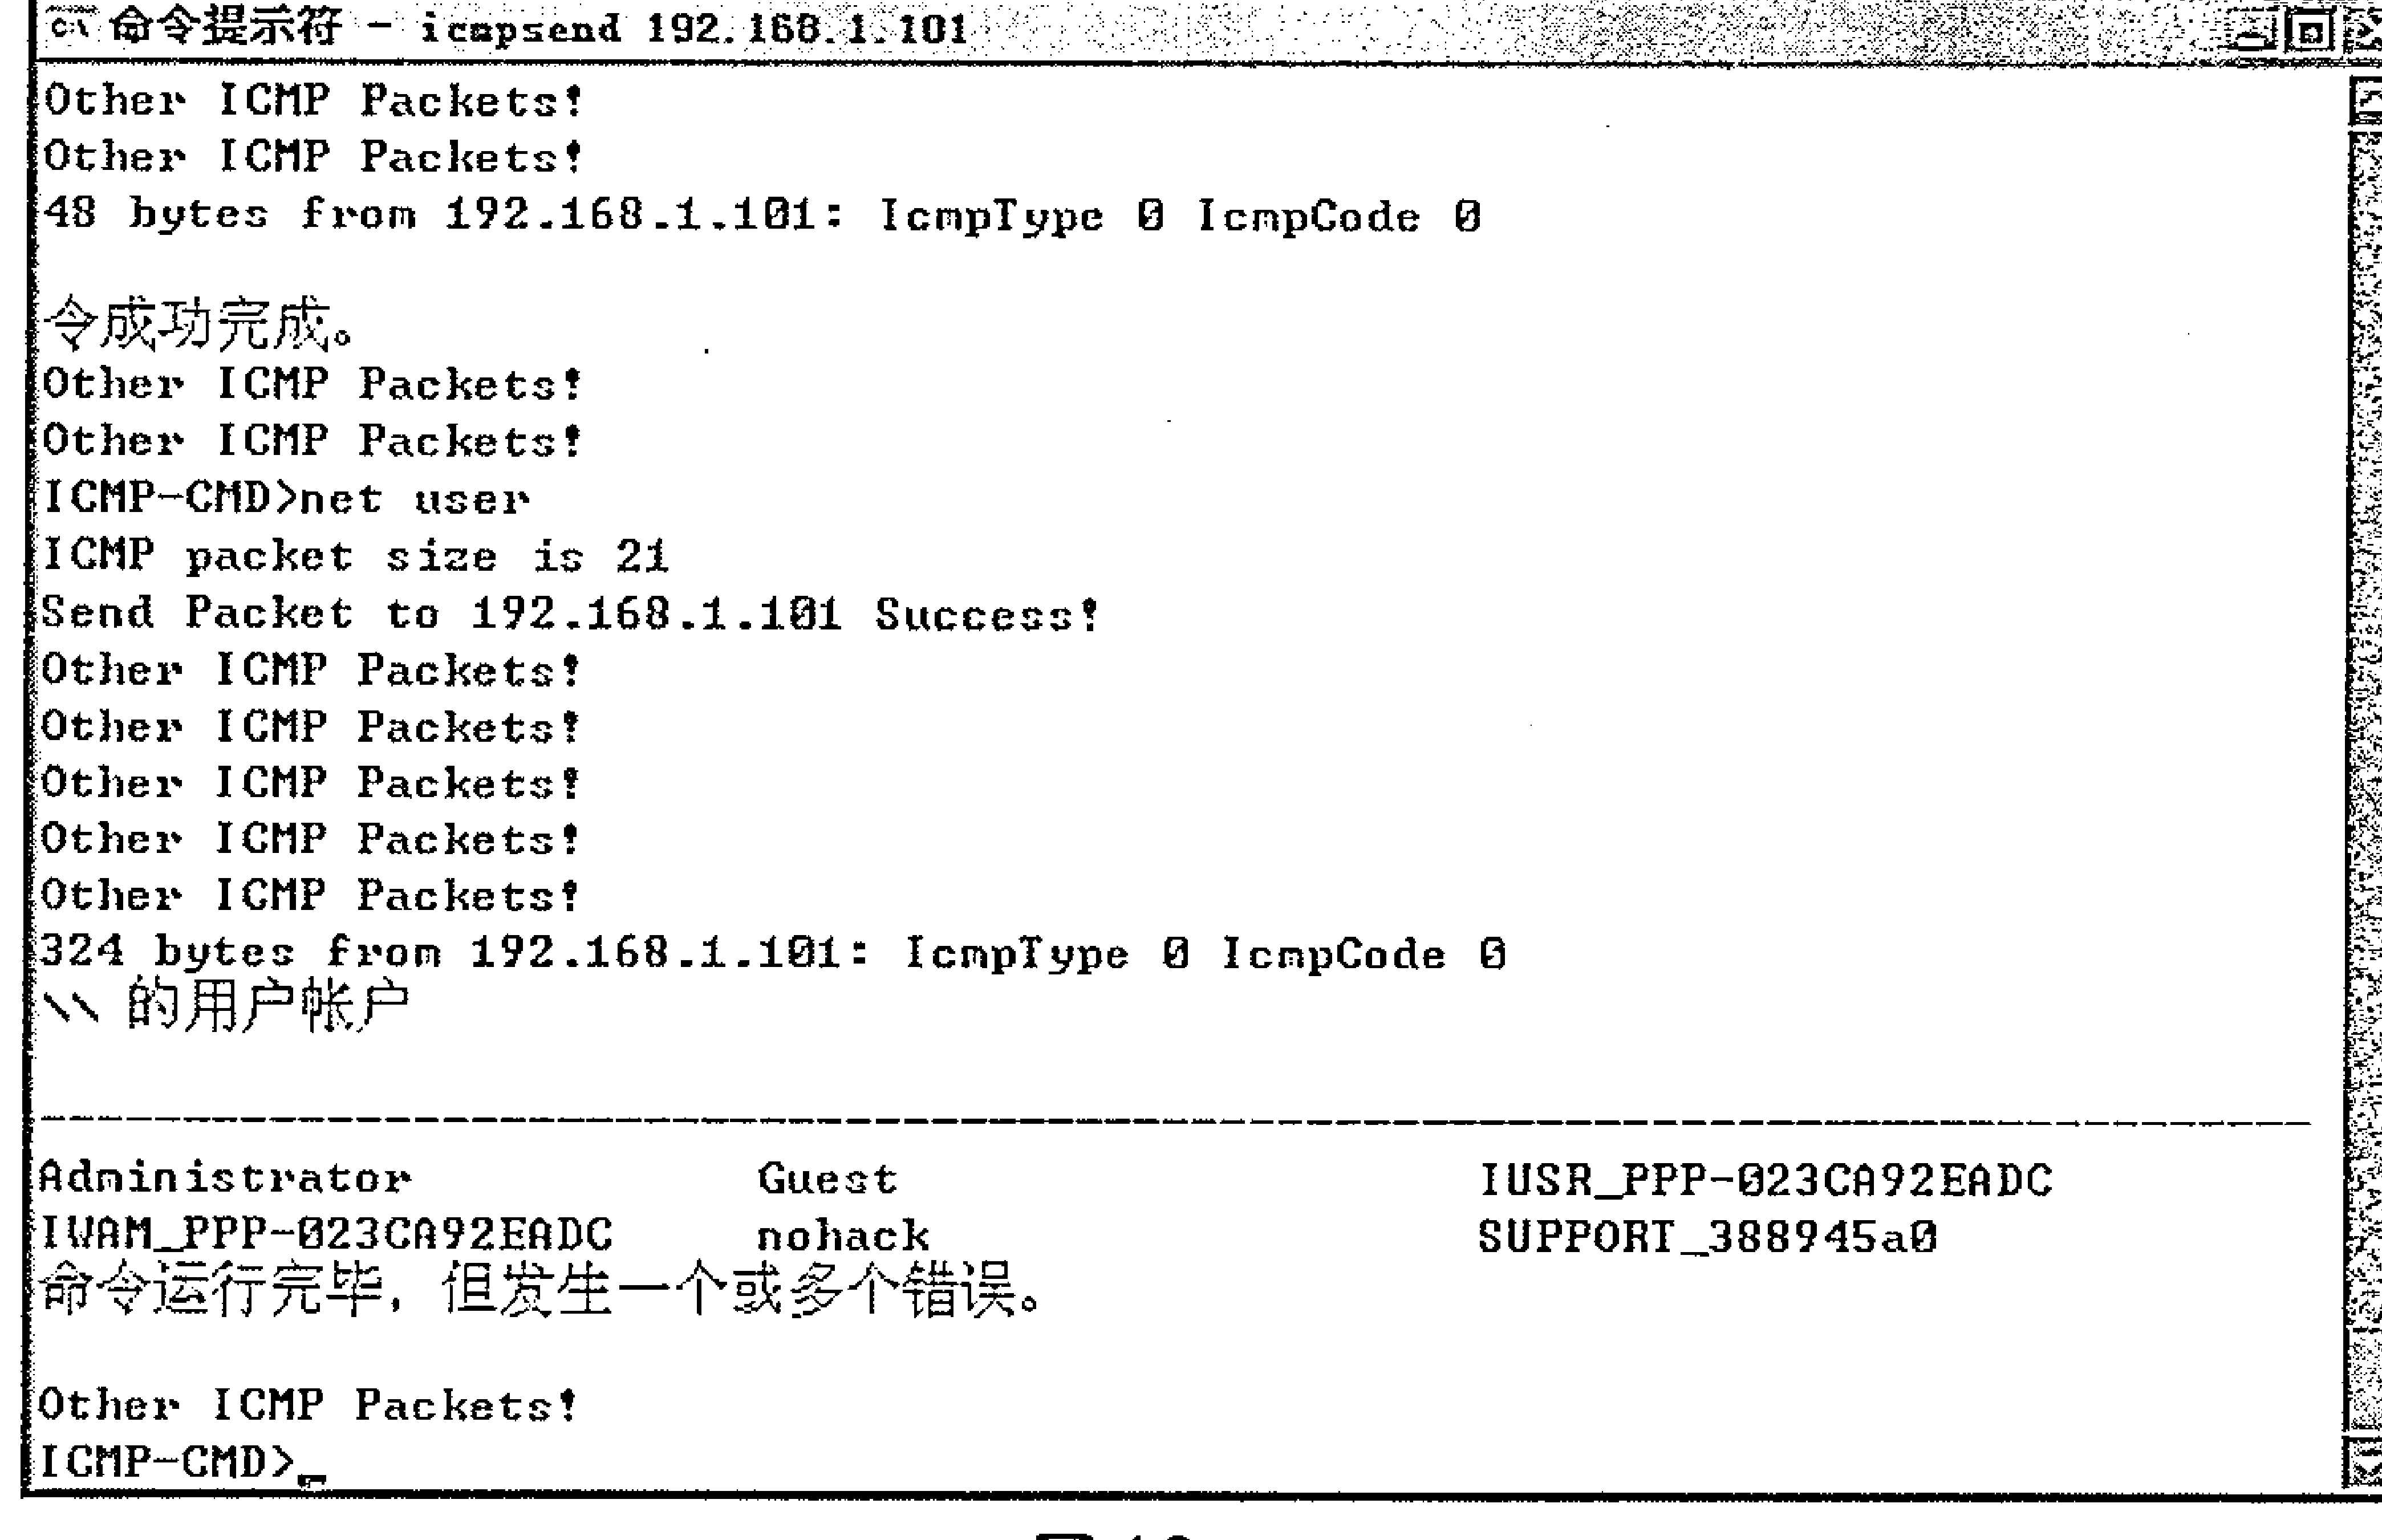 命令提示符 - icmpsend 192.168.1.101
Other ICMP Packets!
Other ICMP Packets!
48 bytes from 192.168.1.101: IcmpType 0 IcmpCode 0
令成功完成。
Other ICMP Packets!
Other ICMP Packets!
ICMP-CMD>net user
ICMP packet size is 21
Send Packet to 192.168.1.101 Success!
Other ICMP Packets!
Other ICMP Packets!
Other ICMP Packets!
Other ICMP Packets!
Other ICMP Packets!
324 bytes from 192.168.1.101: IcmpType 0 IcmpCode 0
\\ 的用户帐户
-------------------------------------------------------------------------------
Administrator Guest IUSR_PPP-023CA92EADC
IWAM_PPP-023CA92EADC nohack SUPPORT_388945a0
命令运行完毕，但发生一个或多个错误。
Other ICMP Packets!
ICMP-CMD>_